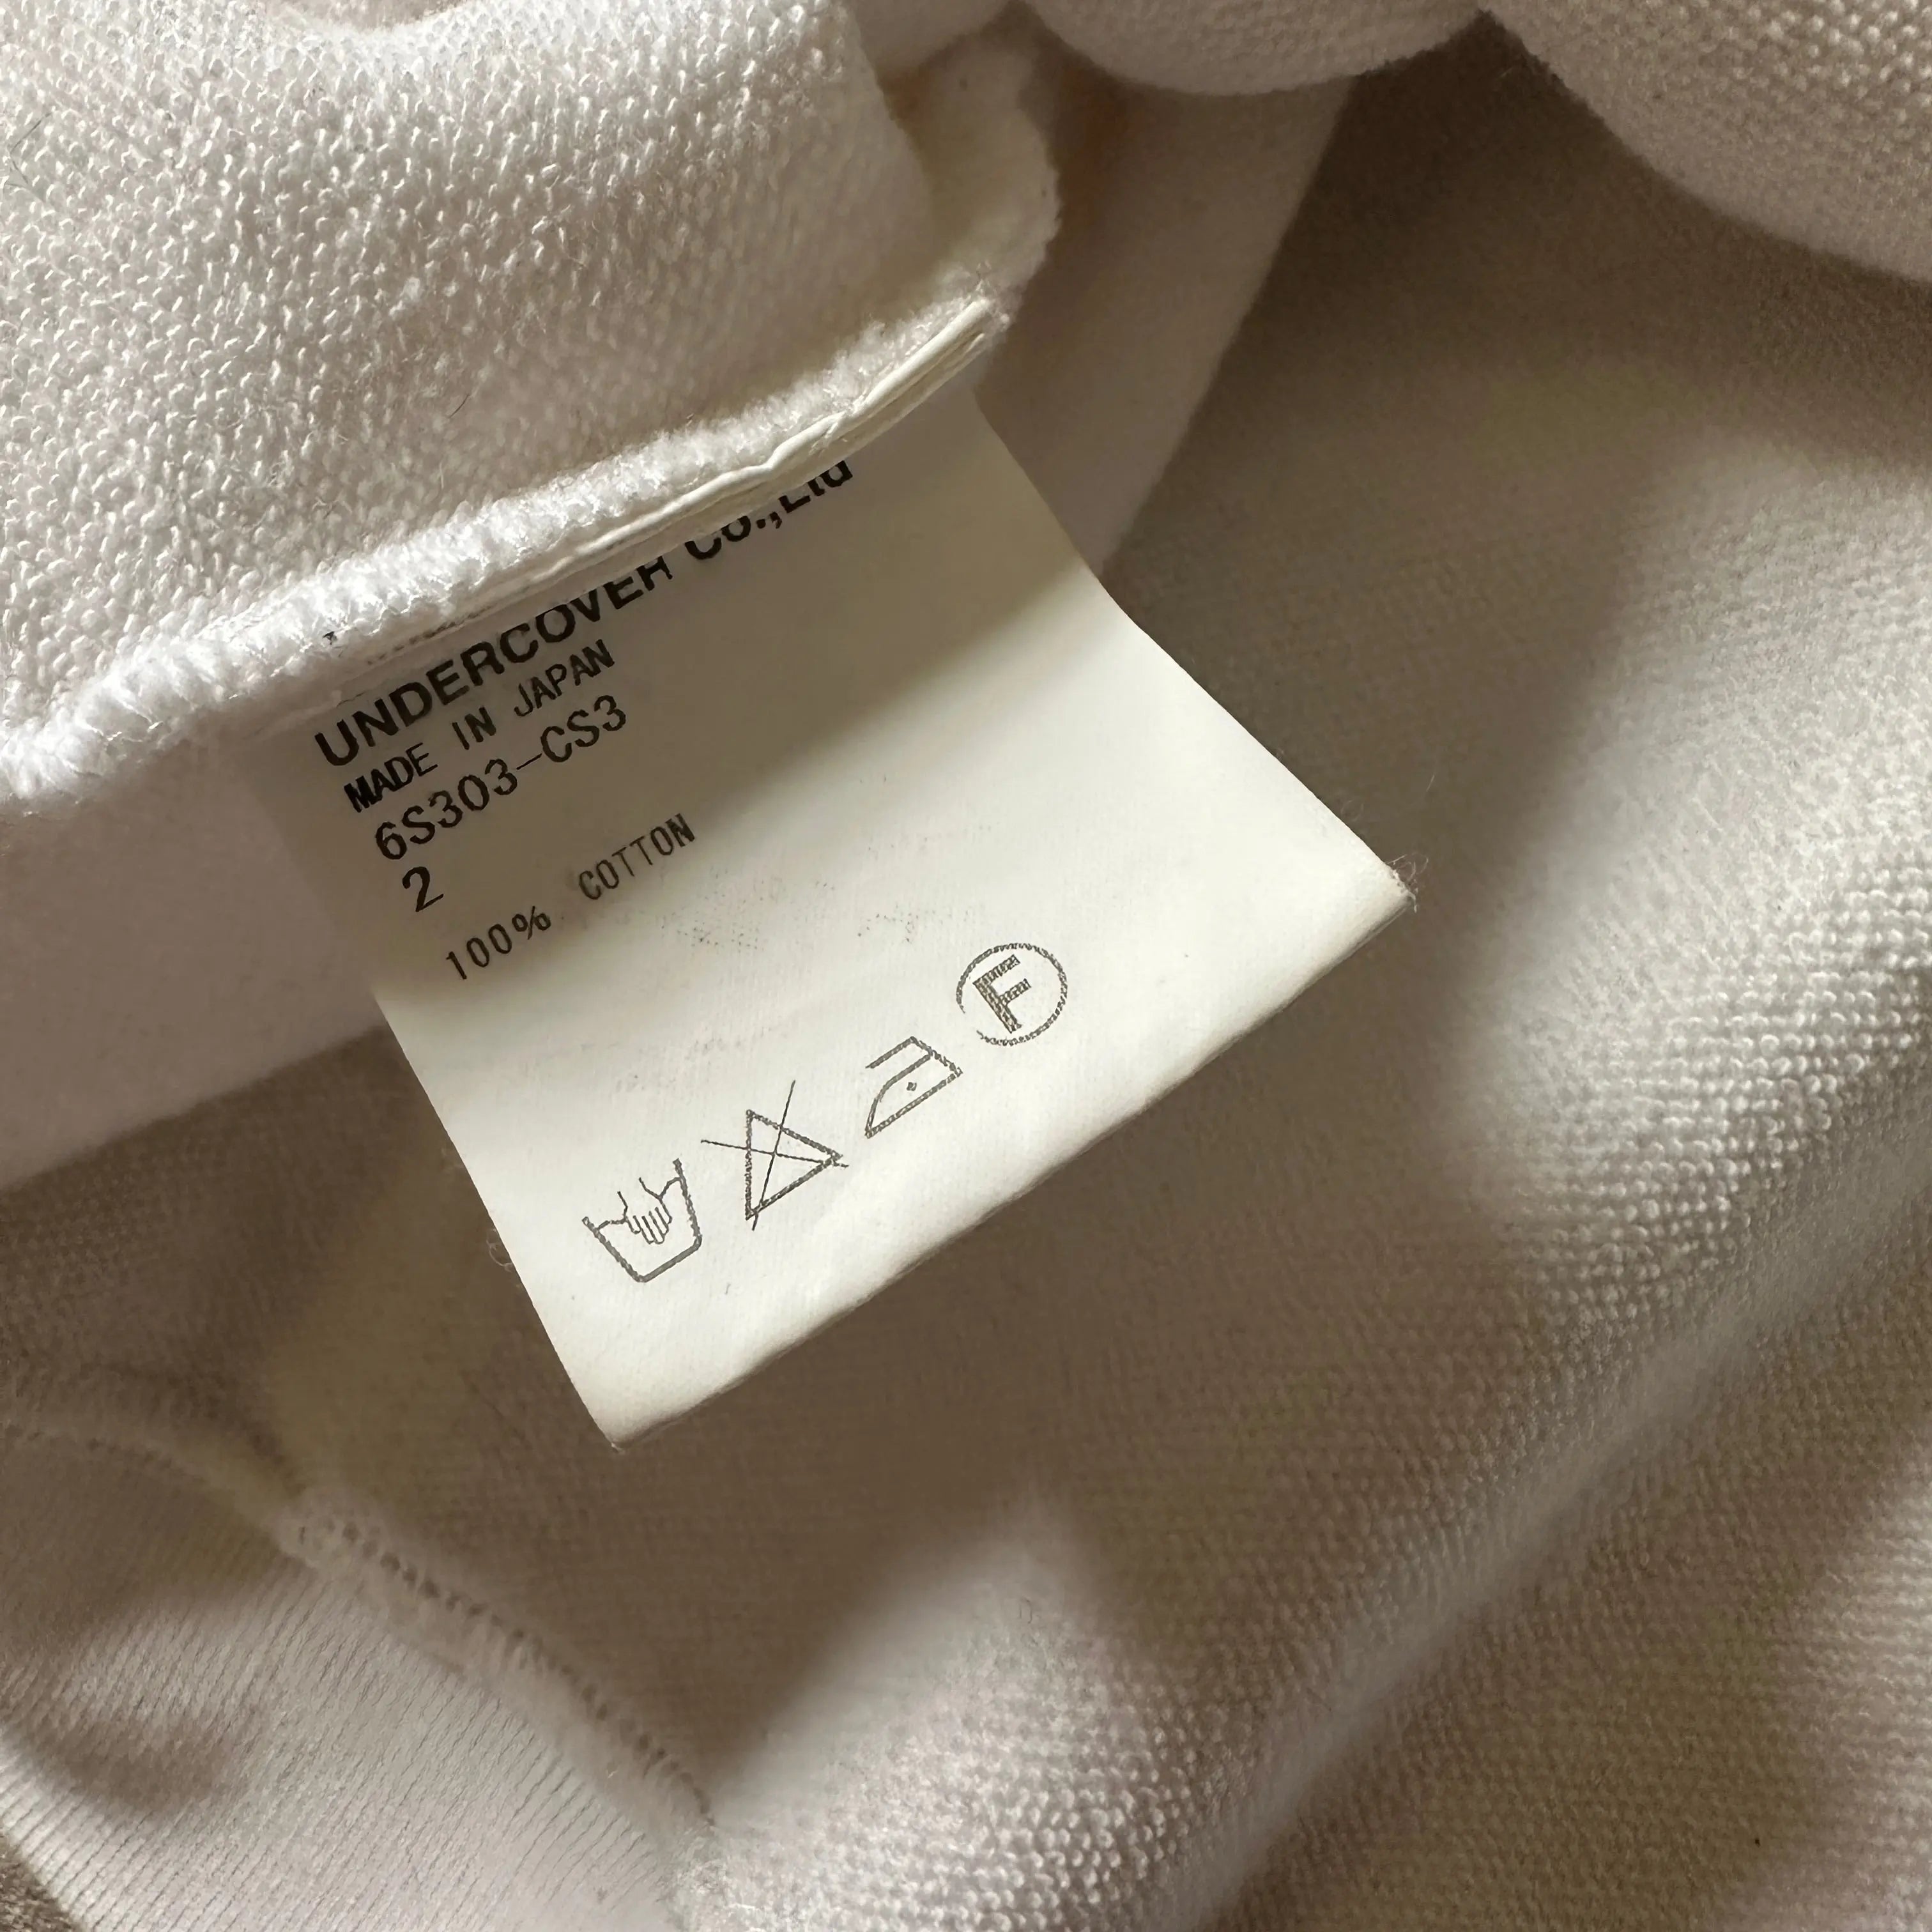 UNDERCOVER Co.,Ltd
MADE IN JAPAN
6S303-CS3
2
100% COTTON
F